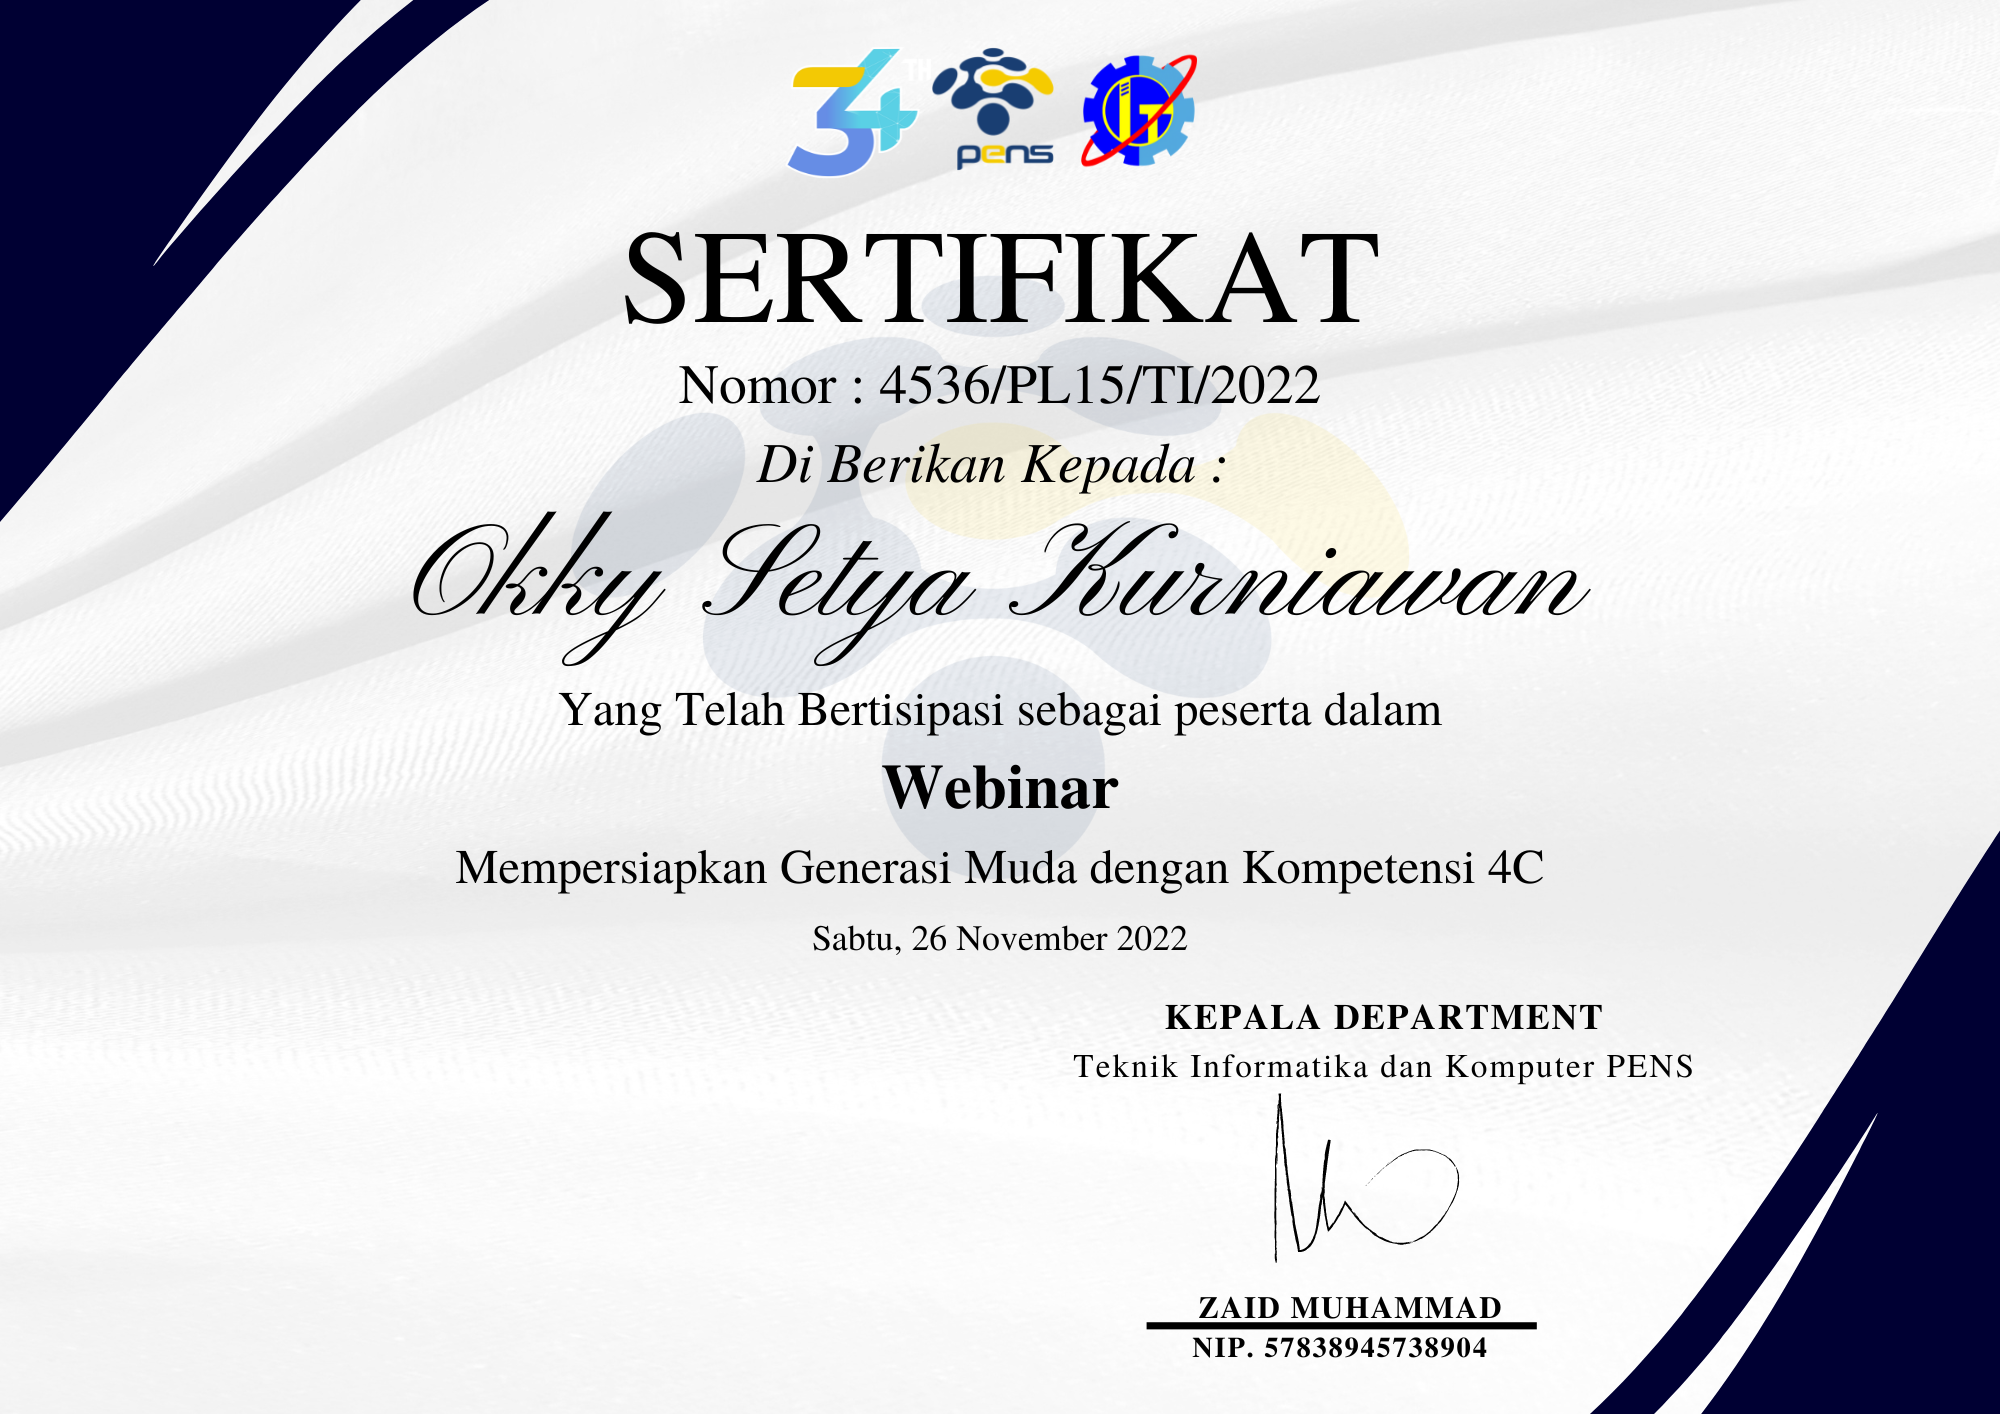 34TH
pens
IT
SERTIFIKAT
Nomor : 4536/PL15/TI/2022
Di Berikan Kepada :
Okky Setya Kurniawan
Yang Telah Bertisipasi sebagai peserta dalam
Webinar
Mempersiapkan Generasi Muda dengan Kompetensi 4C
Sabtu, 26 November 2022
KEPALA DEPARTMENT
Teknik Informatika dan Komputer PENS
ZAID MUHAMMAD
NIP. 57838945738904